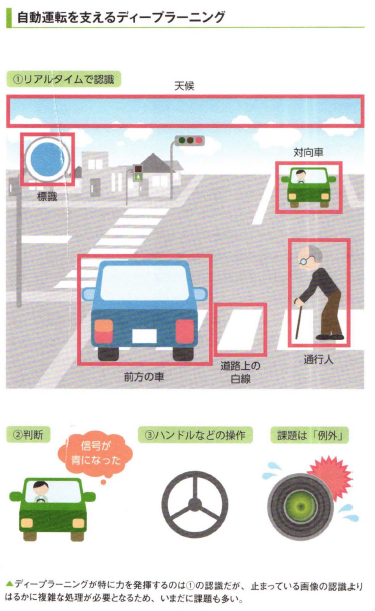 自動運転を支えるディープラーニング
①リアルタイムで認識
天候
標識
対向車
前方の車
道路上の
白線
通行人
②判断
信号が
青になった
③ハンドルなどの操作
課題は「例外」
▲ディープラーニングが特に力を発揮するのは①の認識だが、止まっている画像の認識より
はるかに複雑な処理が必要となるため、いまだに課題も多い。